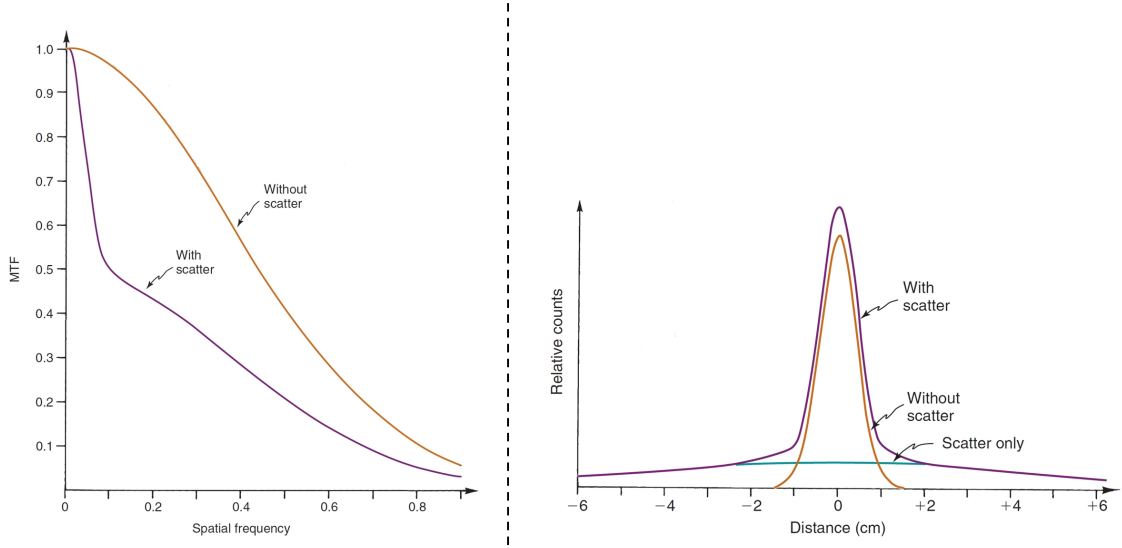 1.0
0.9
0.8
0.7
0.6
0.5
0.4
0.3
0.2
0.1
MTF
Without
scatter
With
scatter
0
0.2
0.4
0.6
0.8
Spatial frequency
Relative counts
With
scatter
Without
scatter
Scatter only
−6
−4
−2
0
+2
+4
+6
Distance (cm)